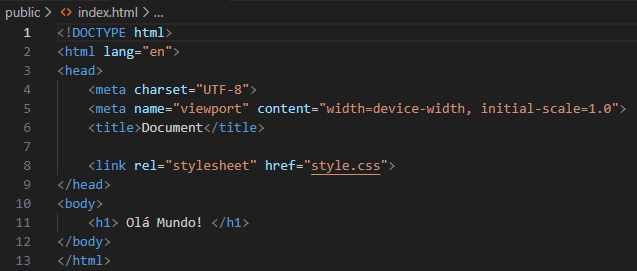 public > index.html > ...
1 <!DOCTYPE html>
2 <html lang="en">
3 <head>
4     <meta charset="UTF-8">
5     <meta name="viewport" content="width=device-width, initial-scale=1.0">
6     <title>Document</title>
7
8     <link rel="stylesheet" href="style.css">
9 </head>
10 <body>
11     <h1> Olá Mundo! </h1>
12 </body>
13 </html>